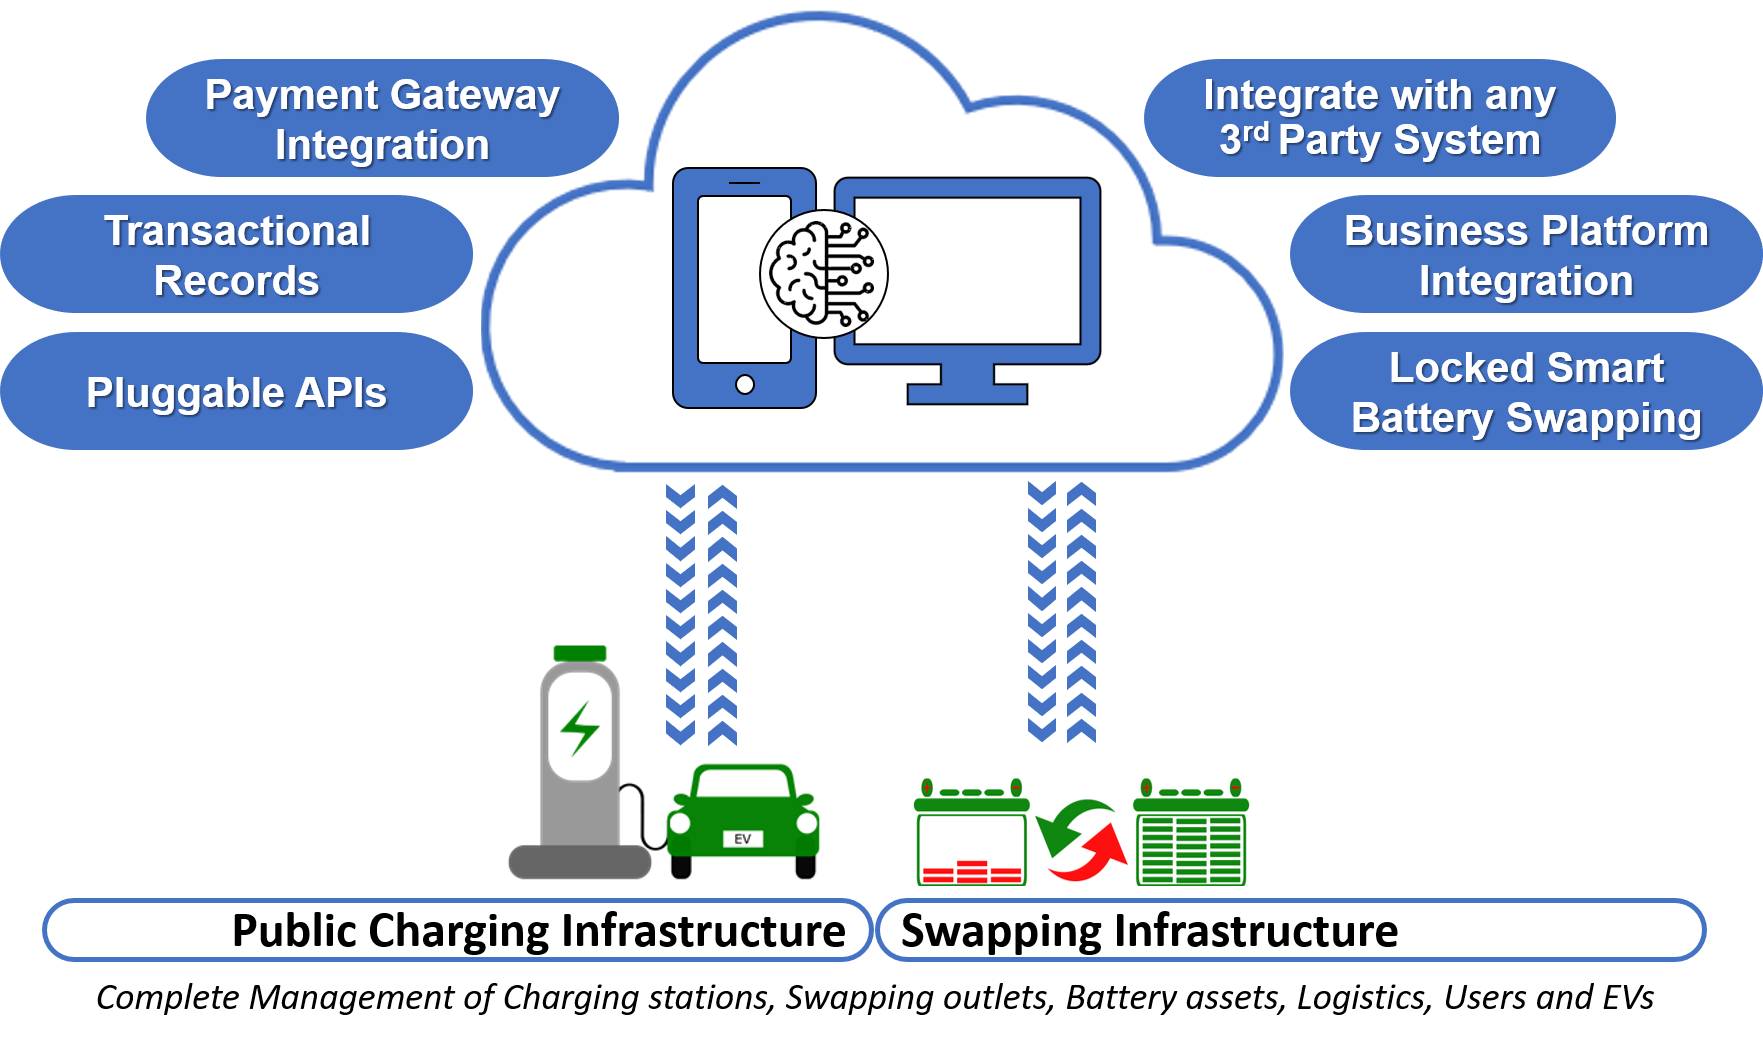 Payment Gateway
Integration
Transactional
Records
Pluggable APIs
Integrate with any
3rd Party System
Business Platform
Integration
Locked Smart
Battery Swapping
EV
Public Charging Infrastructure
Swapping Infrastructure
Complete Management of Charging stations, Swapping outlets, Battery assets, Logistics, Users and EVs